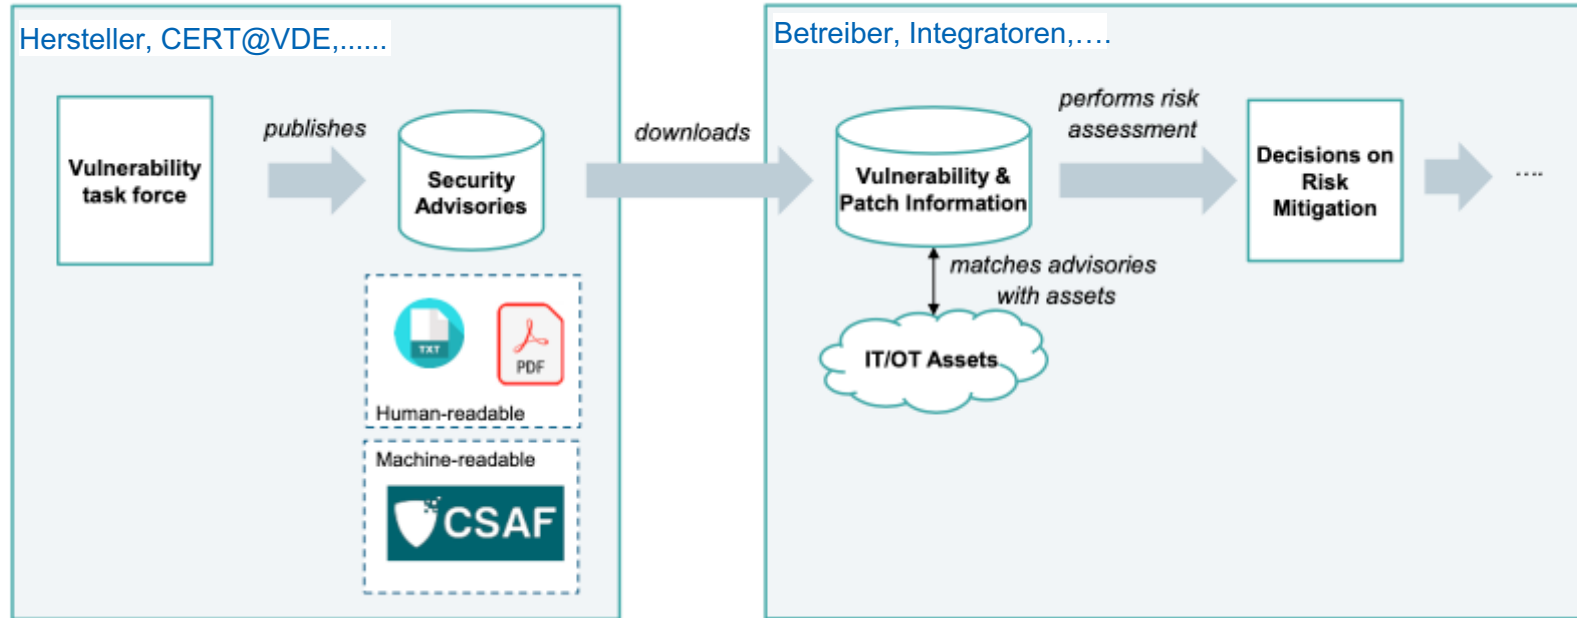 Hersteller, CERT@VDE,......
Vulnerability
task force
publishes
Security
Advisories
TXT
PDF
Human-readable
Machine-readable
CSAF
downloads
Betreiber, Integratoren,….
Vulnerability &
Patch Information
performs risk
assessment
Decisions on
Risk
Mitigation
....
matches advisories
with assets
IT/OT Assets